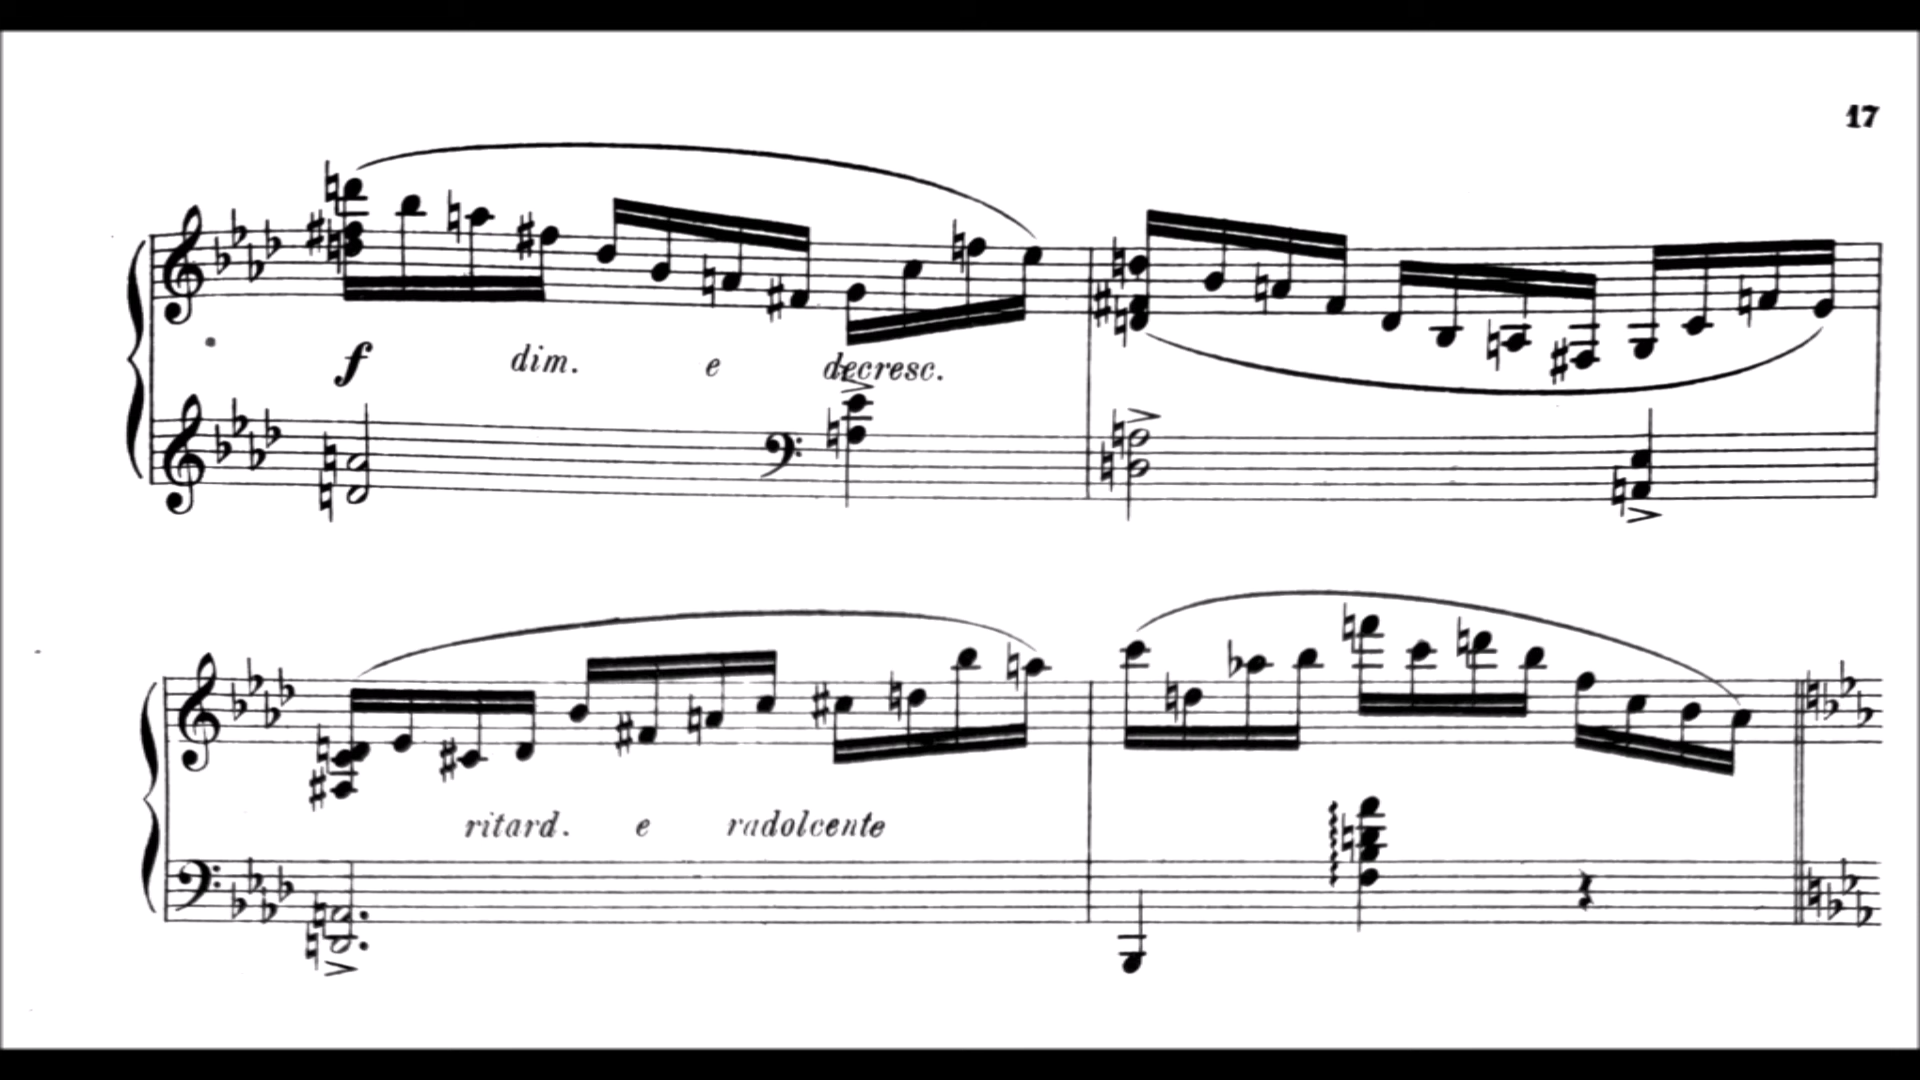 17
f dim. e decresc.
ritard. e radolcente